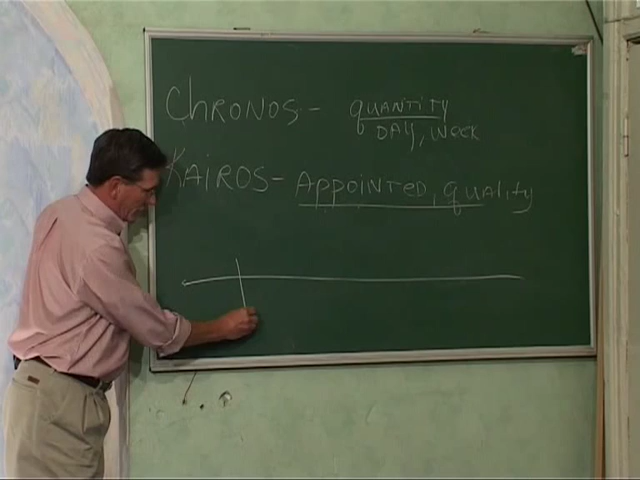 CHRONOS - QUANTITY
DAY, WEEK
KAIROS - APPOINTED, quality